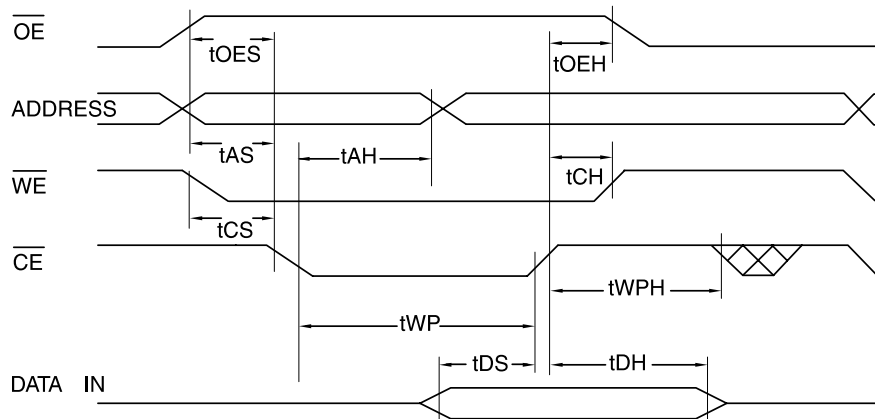 OE
tOES
tOEH
ADDRESS
tAS
tAH
WE
tCH
tCS
CE
tWPH
tWP
tDS
tDH
DATA IN